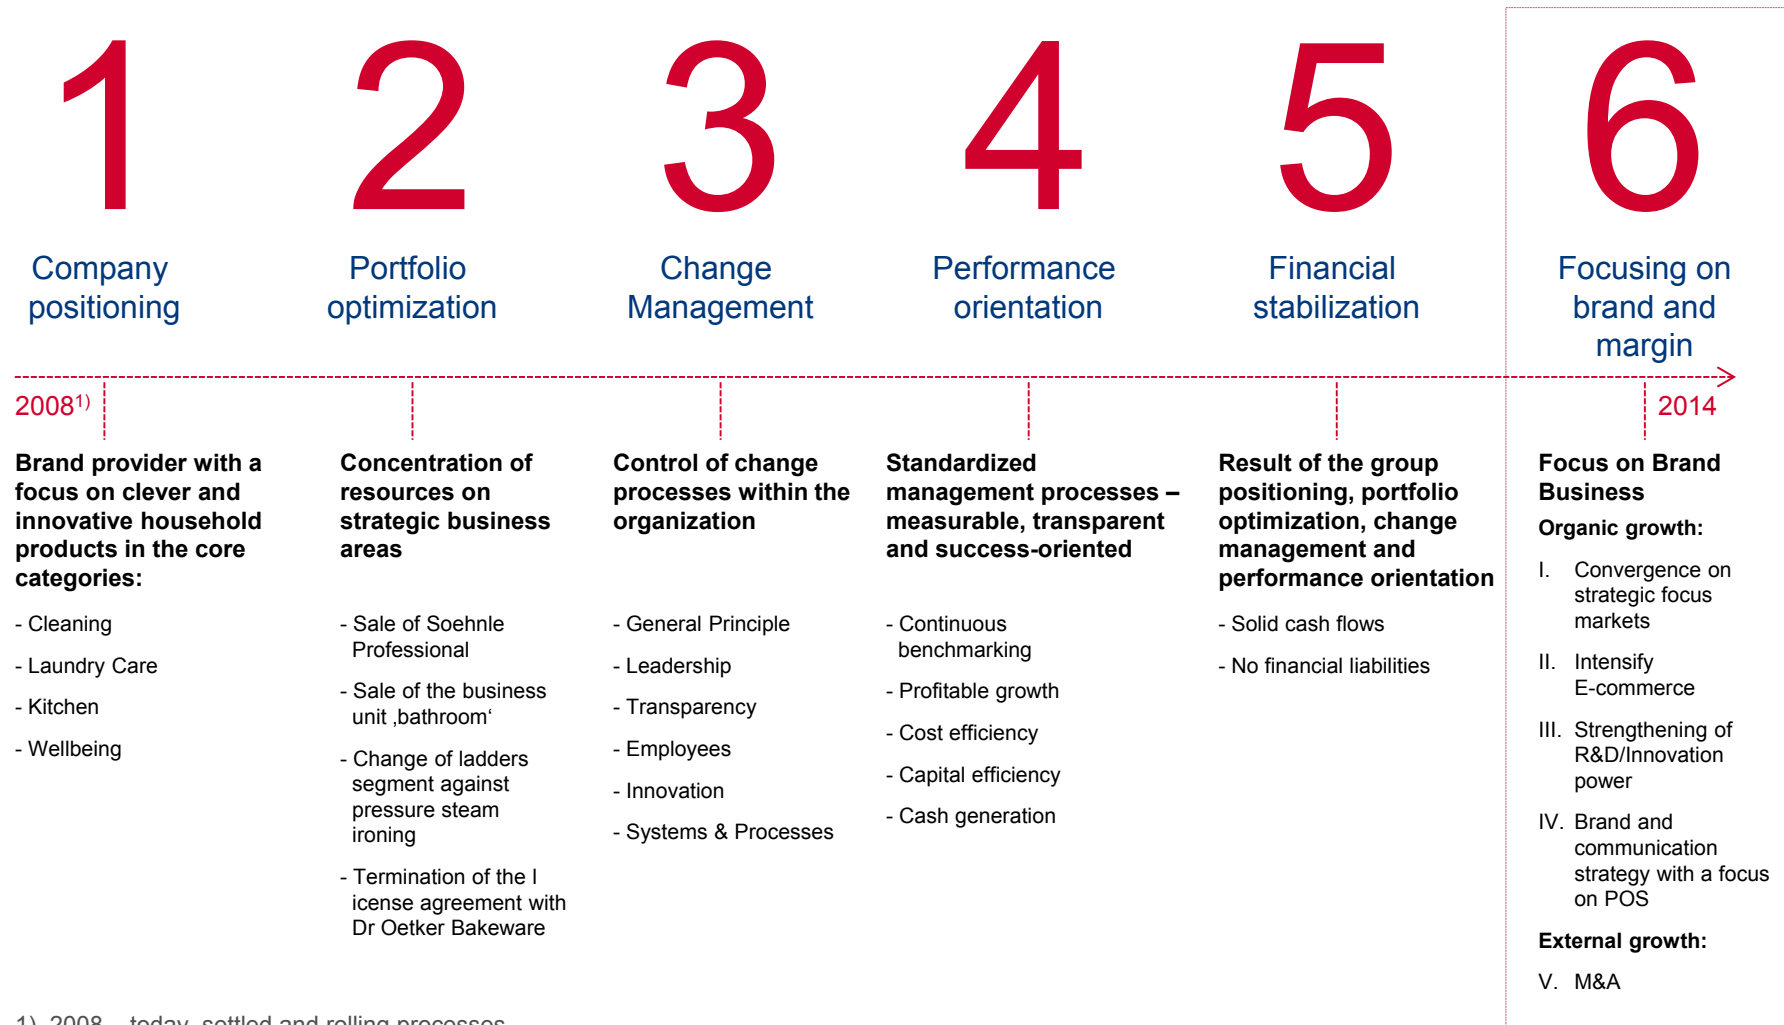 1
2
3
4
5
6
Company
positioning
Portfolio
optimization
Change
Management
Performance
orientation
Financial
stabilization
Focusing on
brand and
margin
2008¹⁾
2014
Brand provider with a
focus on clever and
innovative household
products in the core
categories:
- Cleaning
- Laundry Care
- Kitchen
- Wellbeing
Concentration of
resources on
strategic business
areas
- Sale of Soehnle
Professional
- Sale of the business
unit ‚bathroom‘
- Change of ladders
segment against
pressure steam
ironing
- Termination of the l
icense agreement with
Dr Oetker Bakeware
Control of change
processes within the
organization
- General Principle
- Leadership
- Transparency
- Employees
- Innovation
- Systems & Processes
Standardized
management processes –
measurable, transparent
and success-oriented
- Continuous
benchmarking
- Profitable growth
- Cost efficiency
- Capital efficiency
- Cash generation
Result of the group
positioning, portfolio
optimization, change
management and
performance orientation
- Solid cash flows
- No financial liabilities
Focus on Brand
Business
Organic growth:
I. Convergence on
strategic focus
markets
II. Intensify
E-commerce
III. Strengthening of
R&D/Innovation
power
IV. Brand and
communication
strategy with a focus
on POS
External growth:
V. M&A
1) 2008 – today, settled and rolling processes